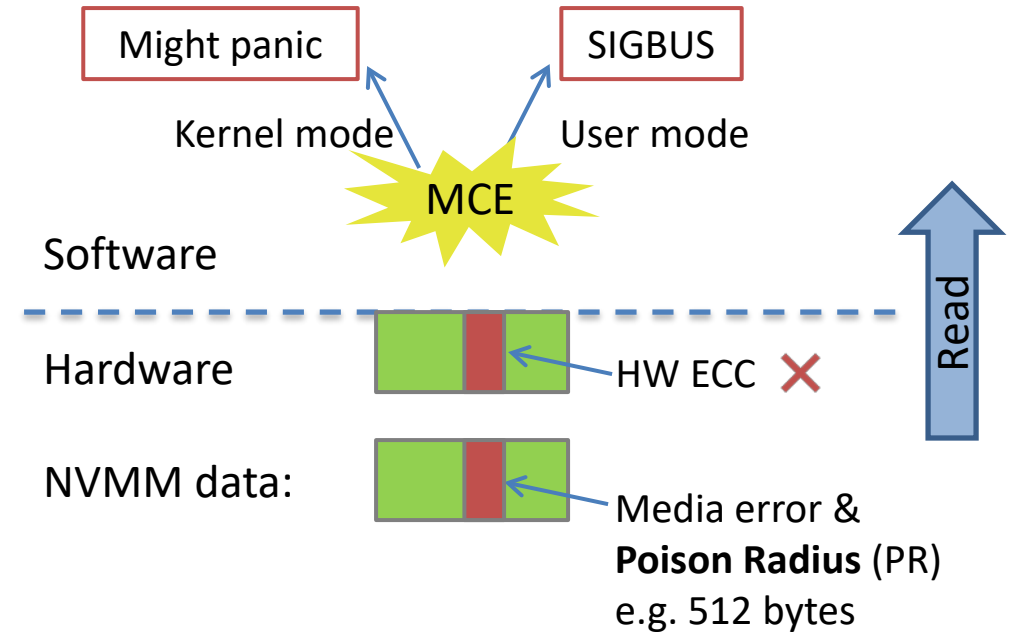 Might panic
SIGBUS
Kernel mode
User mode
MCE
Software
Read
Hardware
HW ECC
NVMM data:
Media error &
Poison Radius (PR)
e.g. 512 bytes